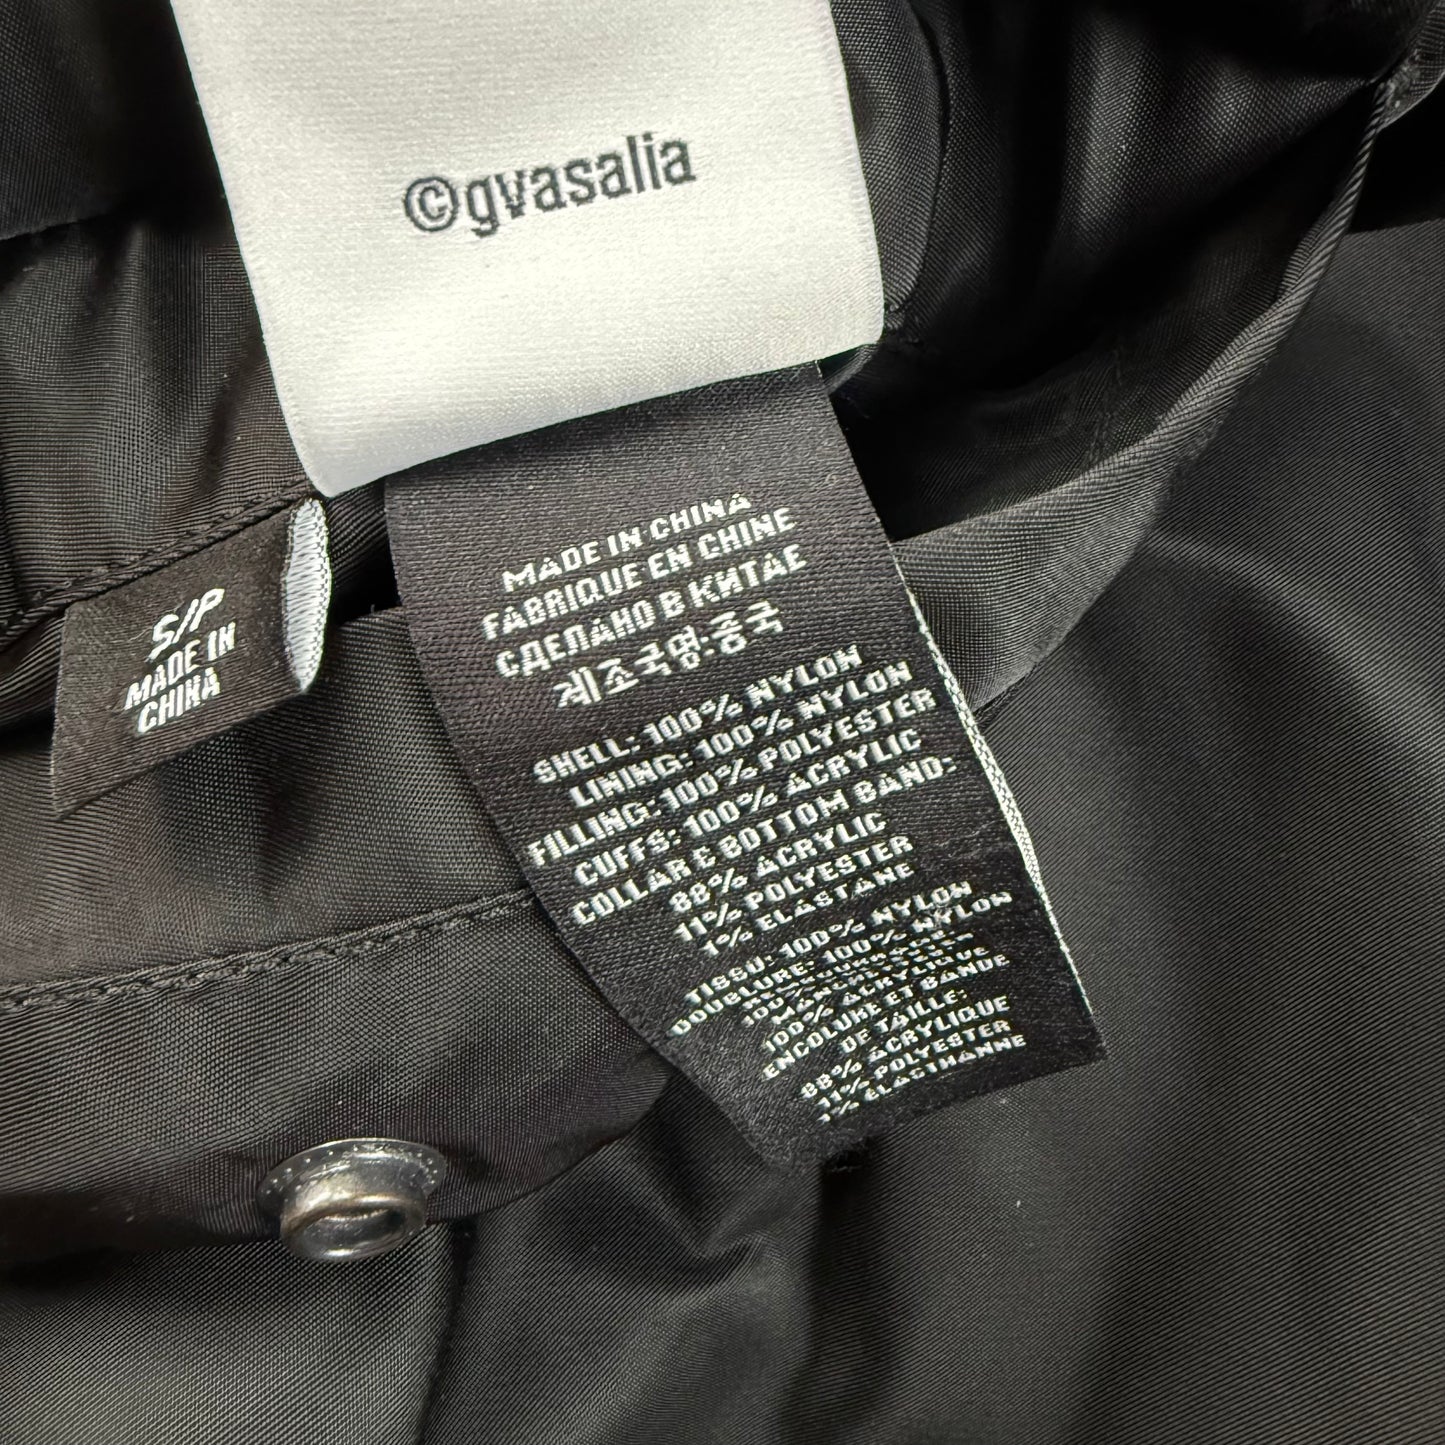 ©gvasalia
S/P
MADE IN
CHINA
MADE IN CHINA
FABRIQUE EN CHINE
СДЕЛАНО В КИТАЕ
제조국명:중국
SHELL: 100% NYLON
LINING: 100% NYLON
FILLING: 100% POLYESTER
CUFFS: 100% ACRYLIC
COLLAR & BOTTOM BAND:
88% ACRYLIC
11% POLYESTER
1% ELASTANE
TISSU: 100% NYLON
DOUBLURE: 100% NYLON
100% ACRYLIQUE
ENCOLURE ET BANDE
DE TAILLE:
88% ACRYLIQUE
11% POLYESTER
1% ÉLASTHANNE